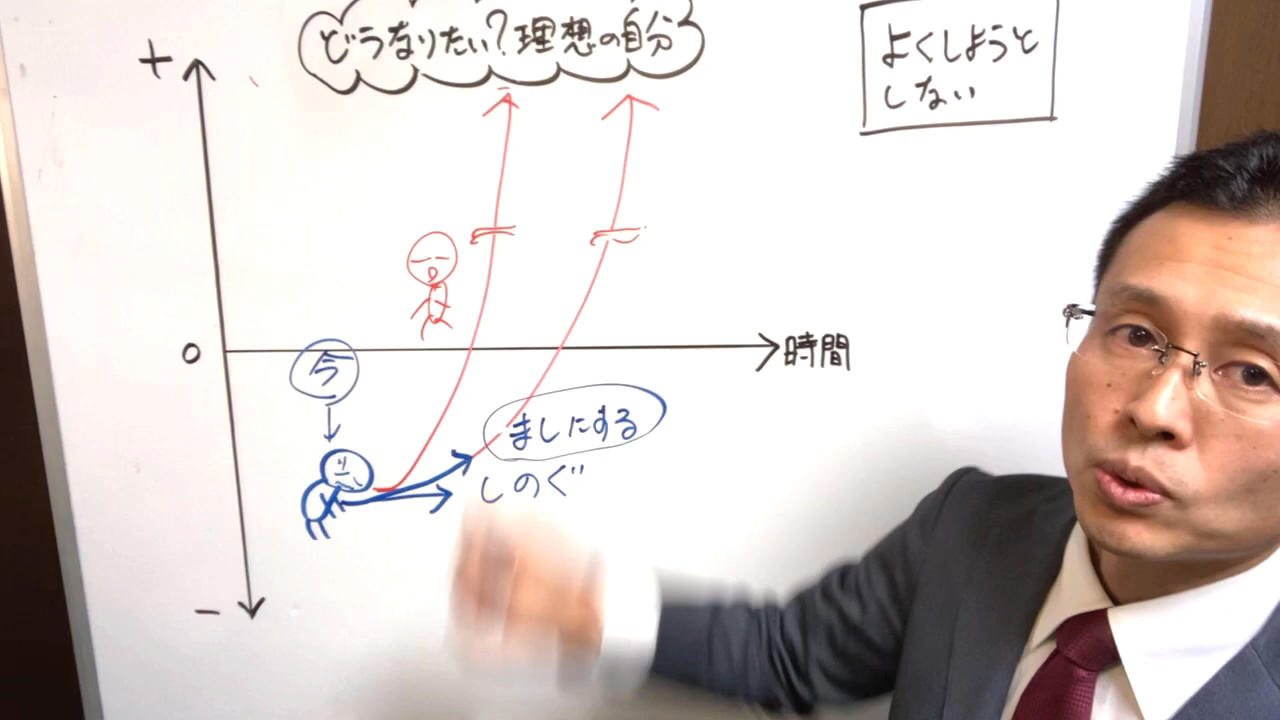 どうなりたい?理想の自分
よくしようと
しない
+
0
時間
今
ましにする
しのぐ
-